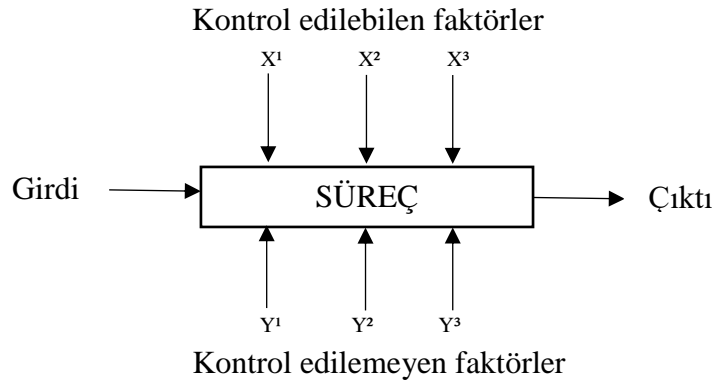 Kontrol edilebilen faktörler
X¹ X² X³
Girdi SÜREÇ Çıktı
Y¹ Y² Y³
Kontrol edilemeyen faktörler